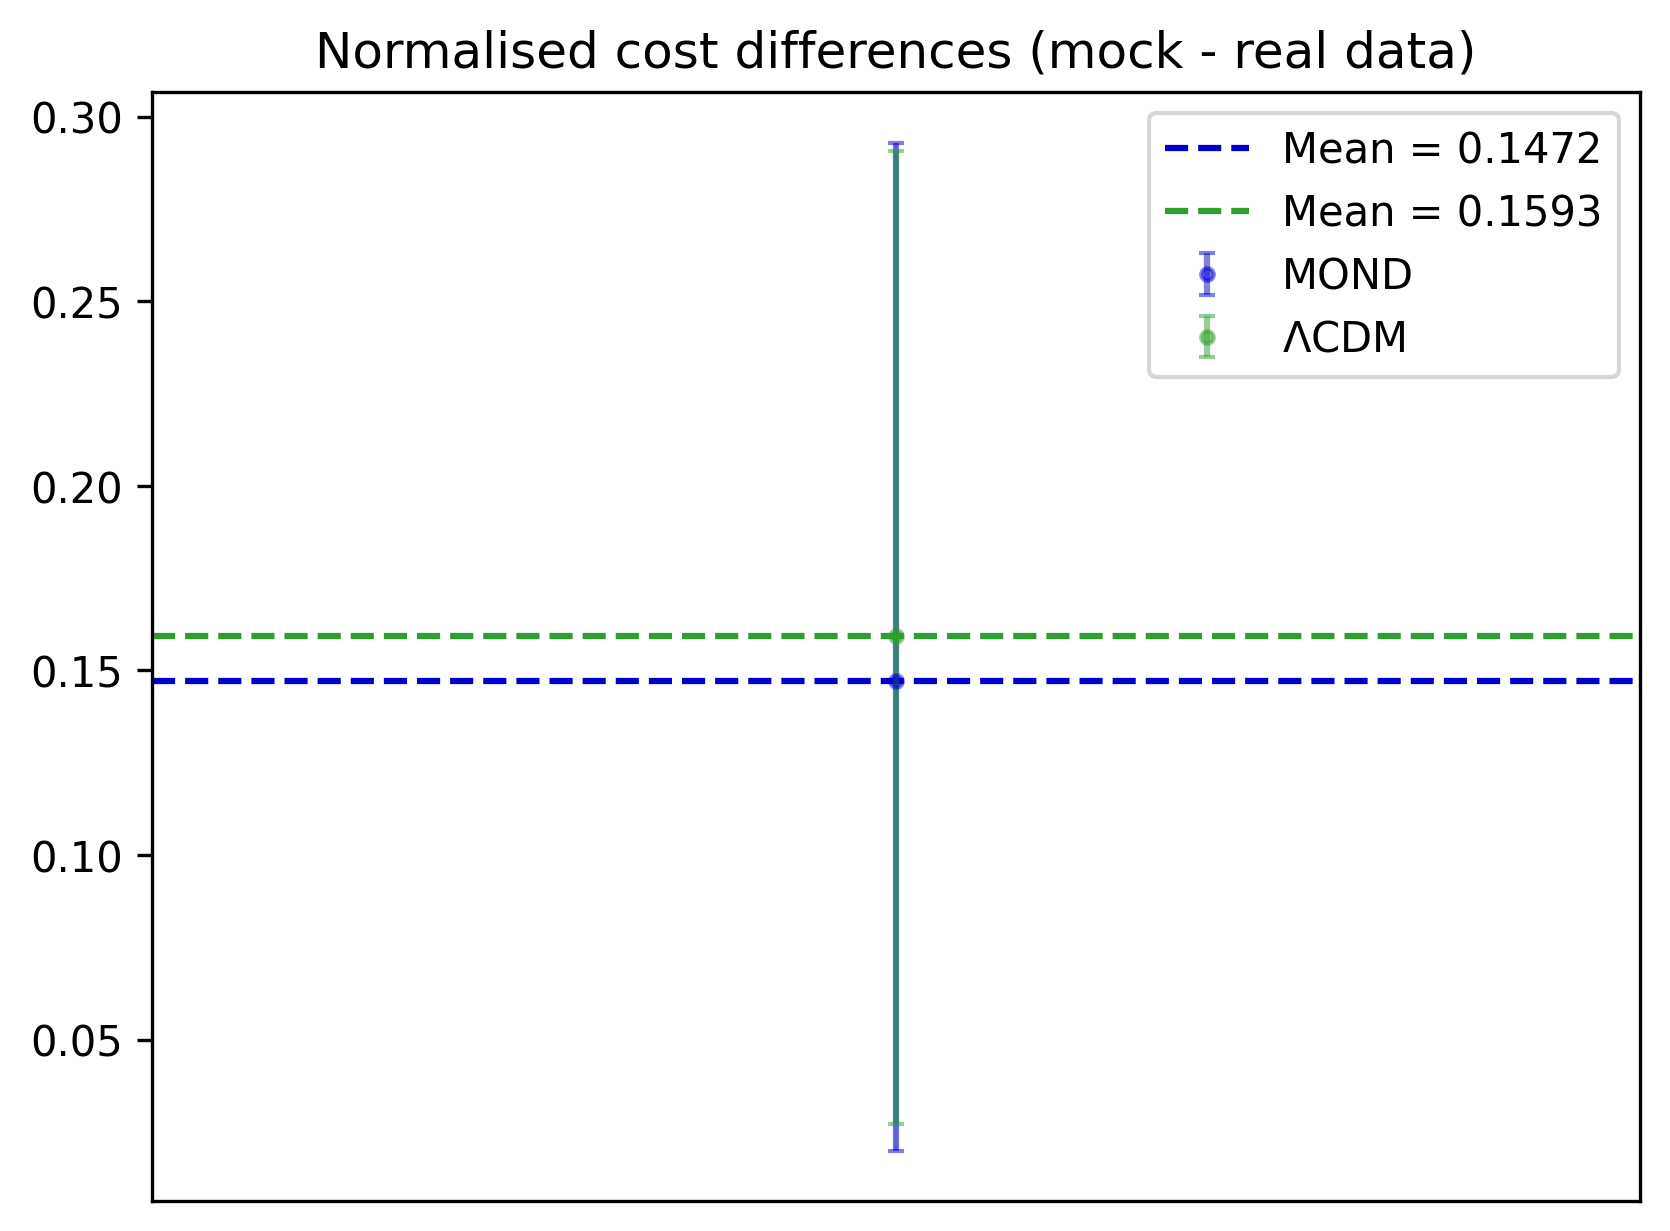 Normalised cost differences (mock - real data)
0.30
0.25
0.20
0.15
0.10
0.05
Mean = 0.1472
Mean = 0.1593
MOND
ΛCDM